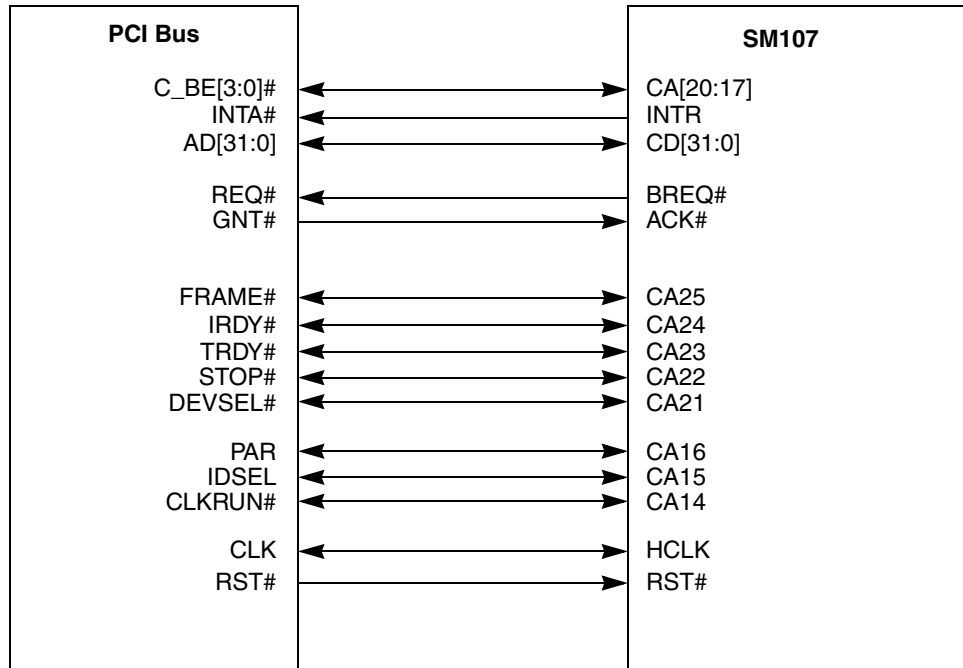 PCI Bus SM107
C_BE[3:0]# CA[20:17]
INTA# INTR
AD[31:0] CD[31:0]
REQ# BREQ#
GNT# ACK#
FRAME# CA25
IRDY# CA24
TRDY# CA23
STOP# CA22
DEVSEL# CA21
PAR CA16
IDSEL CA15
CLKRUN# CA14
CLK HCLK
RST# RST#